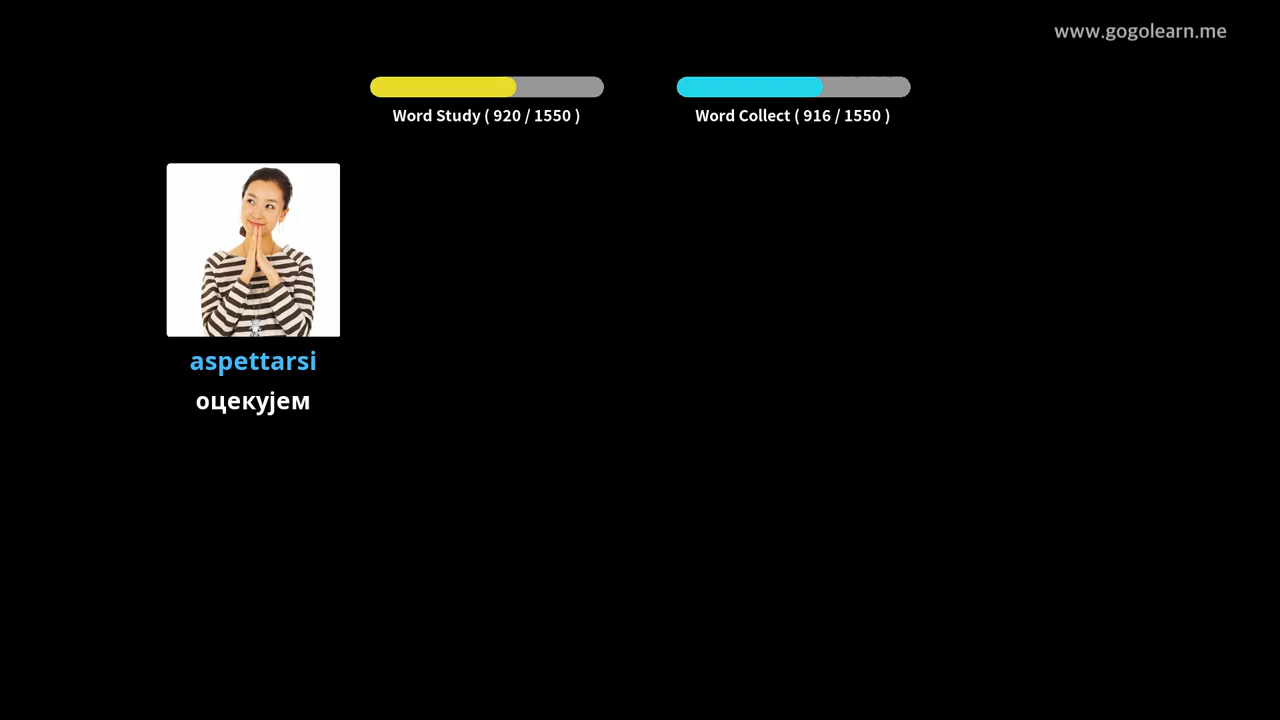 www.gogolearn.me
Word Study ( 920 / 1550 )
Word Collect ( 916 / 1550 )
aspettarsi
оцекујем